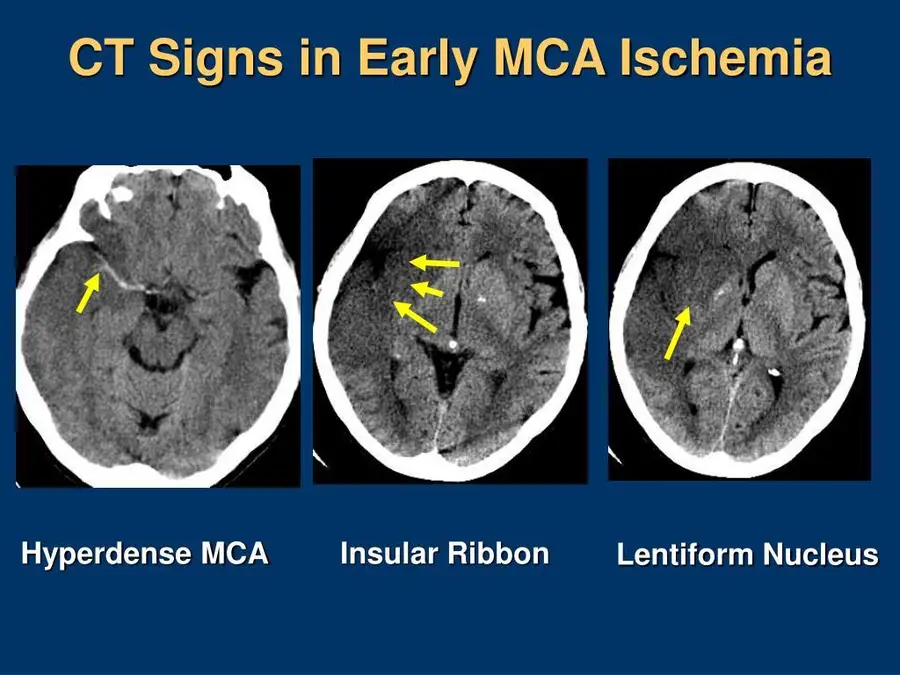 CT Signs in Early MCA Ischemia
Hyperdense MCA
Insular Ribbon
Lentiform Nucleus